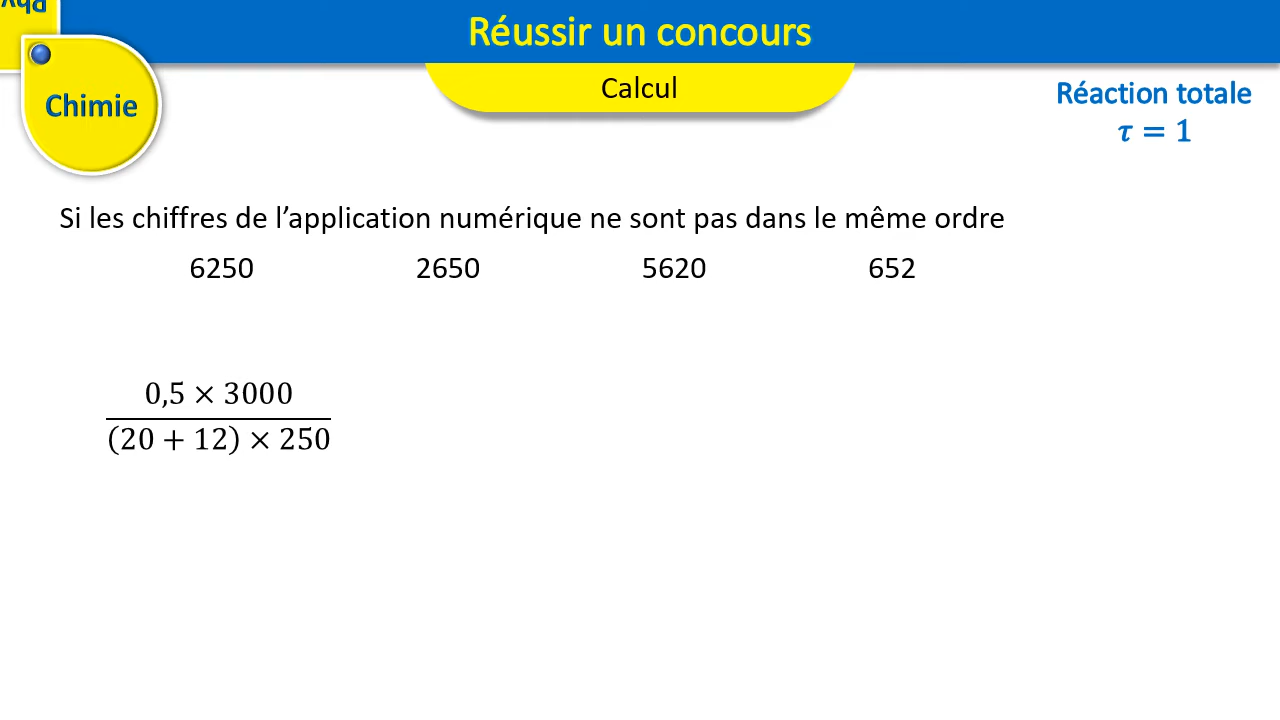 Réussir un concours
Calcul
Chimie
Réaction totale
τ = 1
Si les chiffres de l’application numérique ne sont pas dans le même ordre
6250 2650 5620 652
0,5 × 3000
(20 + 12) × 250